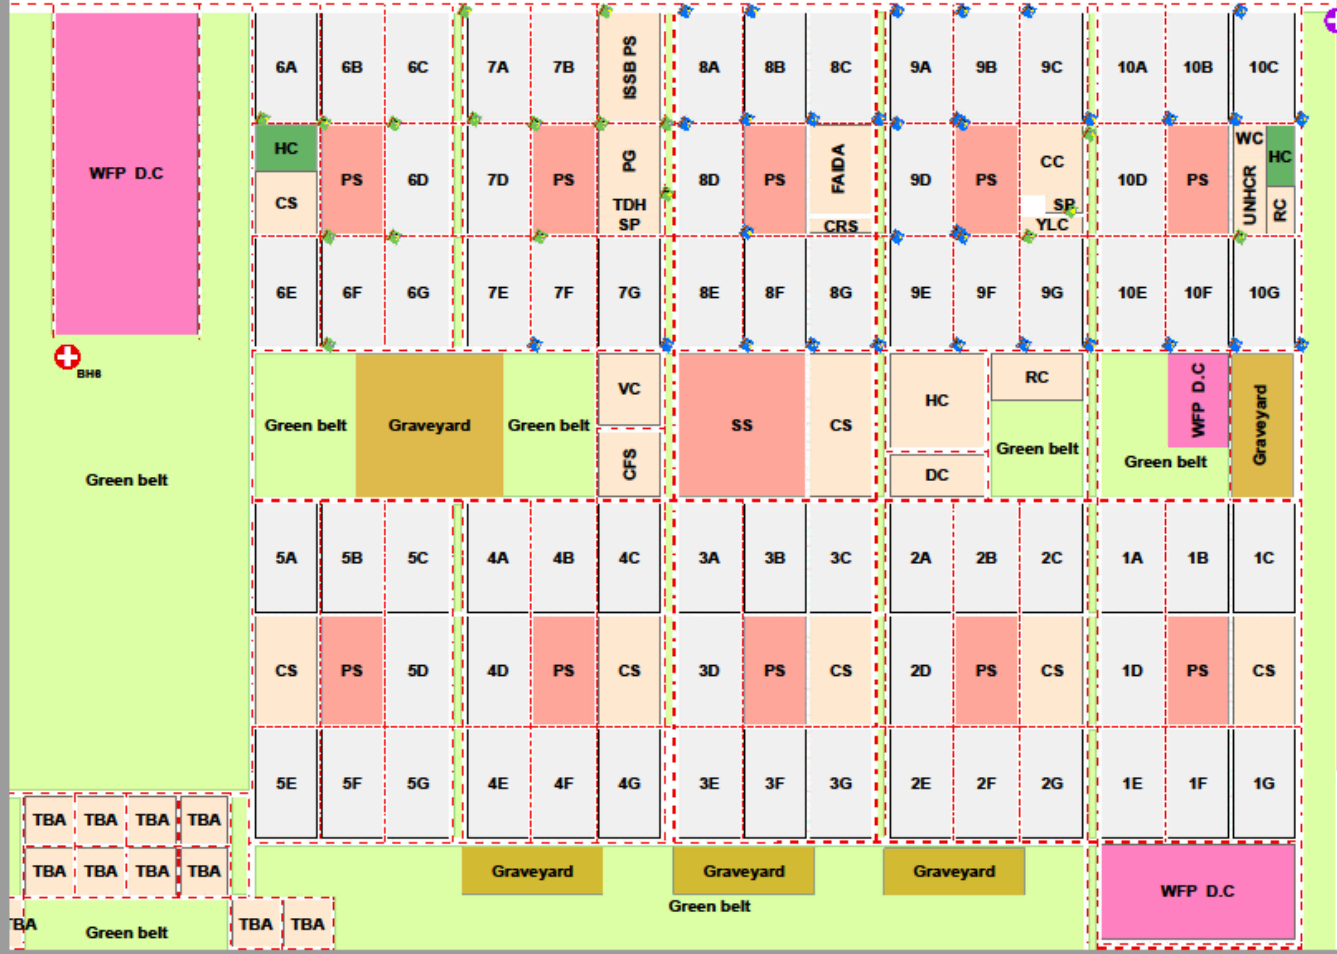 6A 6B 6C 7A 7B ISSB PS 8A 8B 8C 9A 9B 9C 10A 10B 10C
WFP D.C
HC
CS
PS 6D 7D PS
PG
TDH
SP
8D PS
FAIDA
CRS
9D PS
CC
SP
YLC
10D PS
WC
UNHCR
HC
RC
6E 6F 6G 7E 7F 7G 8E 8F 8G 9E 9F 9G 10E 10F 10G
BH6
Green belt
Green belt Graveyard Green belt
VC
CFS
SS CS
HC
DC
RC
Green belt
WFP D.C
Green belt
Graveyard
5A 5B 5C 4A 4B 4C 3A 3B 3C 2A 2B 2C 1A 1B 1C
CS PS 5D 4D PS CS 3D PS CS 2D PS CS 1D PS CS
5E 5F 5G 4E 4F 4G 3E 3F 3G 2E 2F 2G 1E 1F 1G
TBA TBA TBA TBA
TBA TBA TBA TBA
Graveyard Graveyard Graveyard
WFP D.C
Green belt
TBA
Green belt
TBA TBA